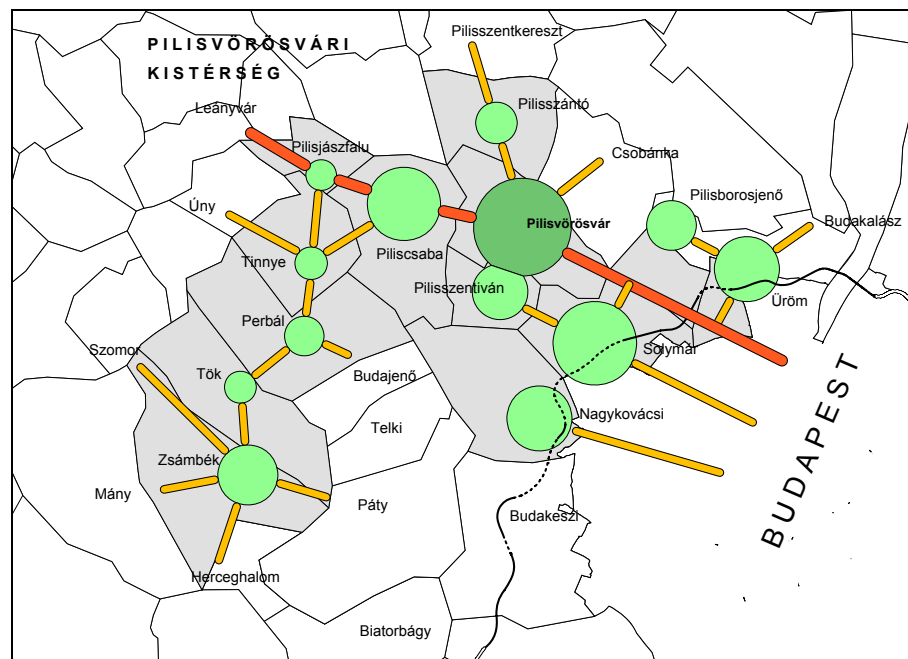 PILISVÖRÖSVÁRI
KISTÉRSÉG
Pilisszentkereszt
Leányvár
Pilisszántó
Pilisjászfalu
Csobánka
Pilisborosjenő
Úny
Pilisvörösvár
Budakalász
Piliscsaba
Tinnye
Pilisszentiván
Üröm
Perbál
Szomor
Solymár
Tök
Budajenő
Nagykovácsi
Telki
Zsámbék
Mány
Páty
Budakeszi
BUDAPEST
Herceghalom
Biatorbágy